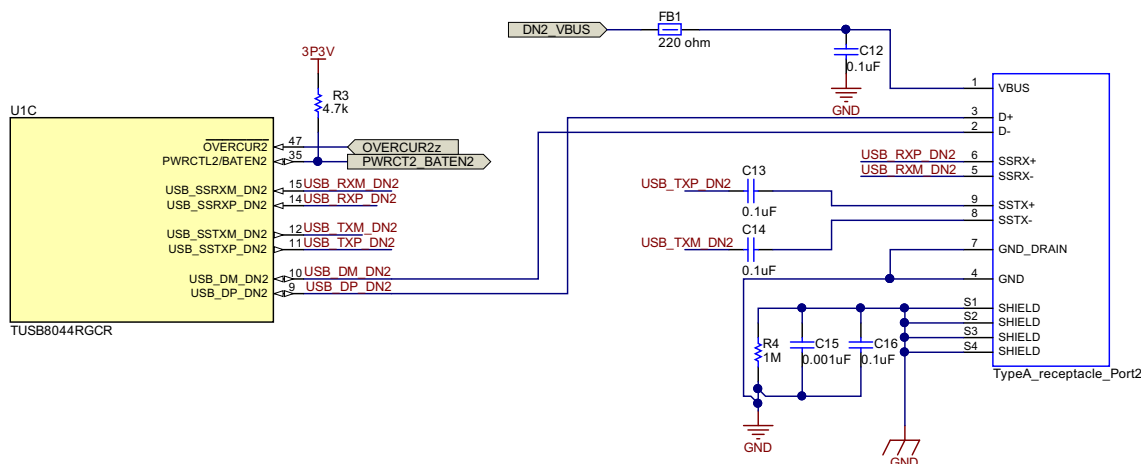 DN2_VBUS
FB1
220 ohm
C12
0.1uF
GND
3P3V
R3
4.7k
U1C
OVERCUR2
47
OVERCUR2z
PWRCTL2/BATEN2
35
PWRCT2_BATEN2
USB_SSRXM_DN2
15
USB_RXM_DN2
USB_SSRXP_DN2
14
USB_RXP_DN2
USB_SSTXM_DN2
12
USB_TXM_DN2
USB_SSTXP_DN2
11
USB_TXP_DN2
USB_DM_DN2
10
USB_DM_DN2
USB_DP_DN2
9
USB_DP_DN2
TUSB8044RGCR
1
VBUS
3
D+
2
D-
USB_RXP_DN2
6
SSRX+
USB_RXM_DN2
5
SSRX-
USB_TXP_DN2
C13
0.1uF
9
SSTX+
8
SSTX-
USB_TXM_DN2
C14
0.1uF
7
GND_DRAIN
4
GND
S1
SHIELD
S2
SHIELD
S3
SHIELD
S4
SHIELD
R4
1M
C15
0.001uF
C16
0.1uF
TypeA_receptacle_Port2
GND
GND